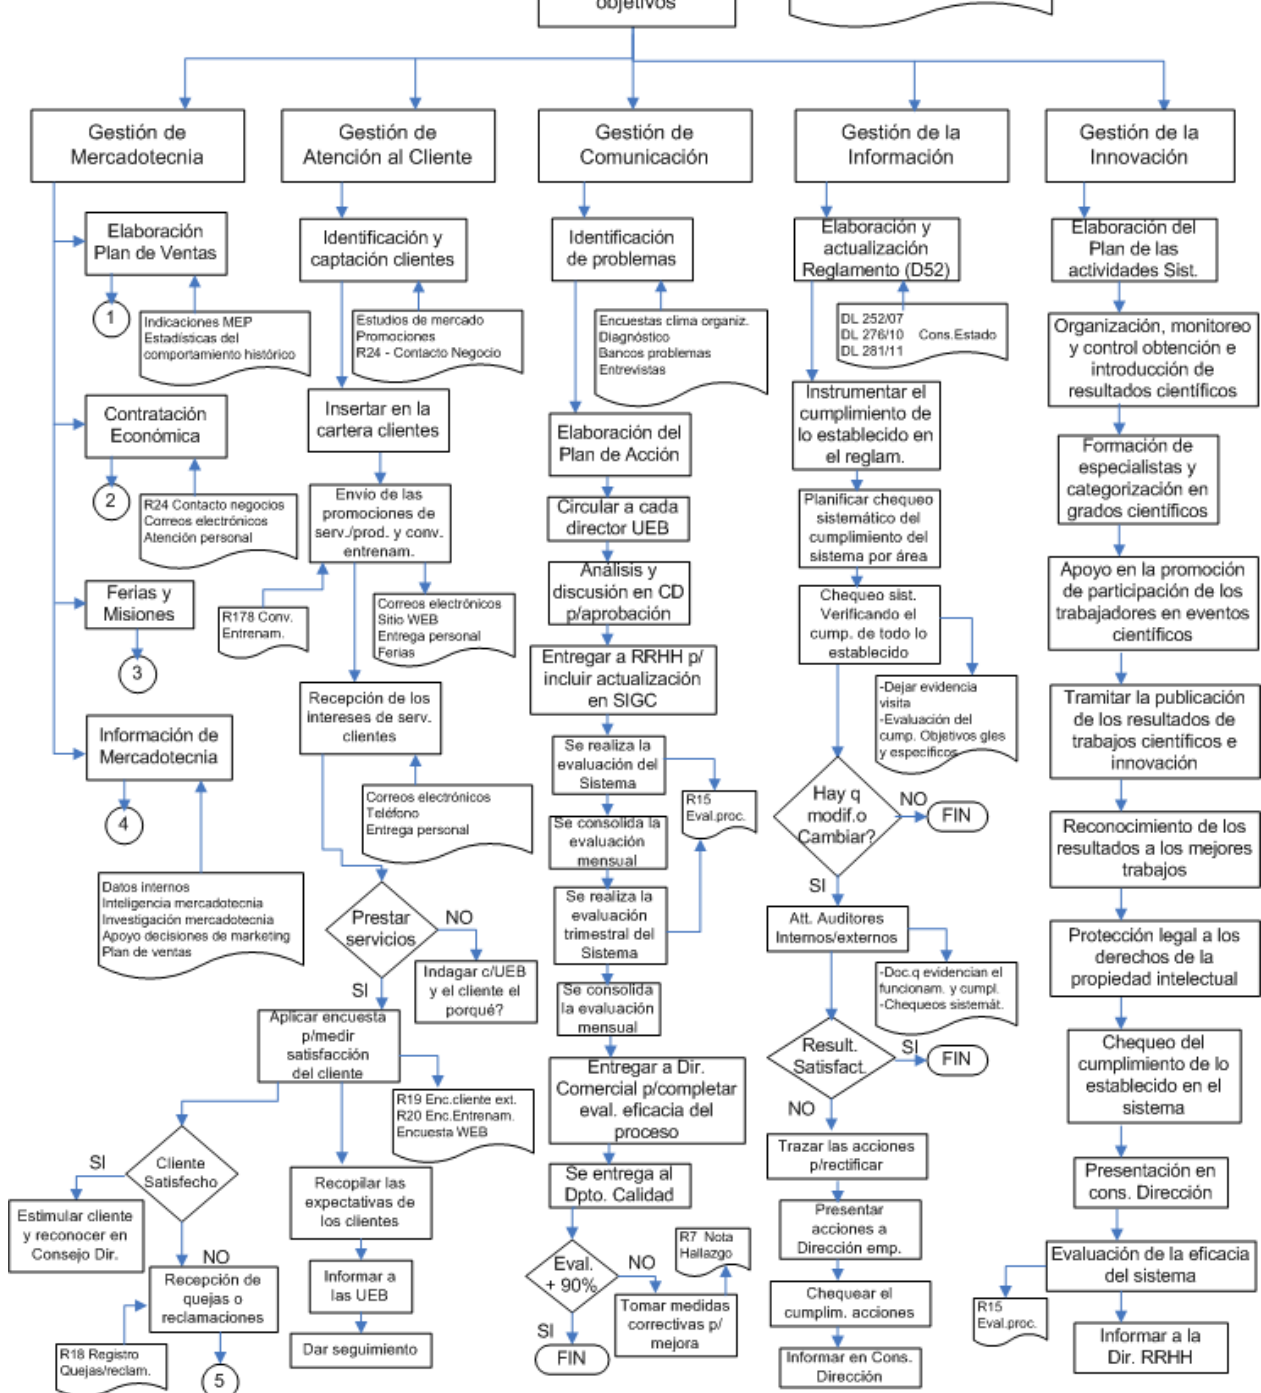 objetivos
Gestión de
Mercadotecnia
Gestión de
Atención al Cliente
Gestión de
Comunicación
Gestión de la
Información
Gestión de la
Innovación
Elaboración
Plan de Ventas
1
Indicaciones MEP
Estadísticas del
comportamiento histórico
Contratación
Económica
2
R24 Contacto negocios
Correos electrónicos
Atención personal
Ferias y
Misiones
3
Información de
Mercadotecnia
4
Datos internos
Inteligencia mercadotecnia
Investigación mercadotecnia
Apoyo decisiones de marketing
Plan de ventas
Identificación y
captación clientes
Estudios de mercado
Promociones
R24 - Contacto Negocio
Insertar en la
cartera clientes
Envío de las
promociones de
serv./prod. y conv.
entrenam.
R178 Conv.
Entrenam.
Correos electrónicos
Sitio WEB
Entrega personal
Ferias
Recepción de los
intereses de serv.
clientes
Correos electrónicos
Teléfono
Entrega personal
Prestar
servicios
NO
Indagar c/UEB
y el cliente el
porqué?
SI
Aplicar encuesta
p/medir
satisfacción
del cliente
R19 Enc.cliente ext.
R20 Enc.Entrenam.
Encuesta WEB
Cliente
Satisfecho
SI
Estimular cliente
y reconocer en
Consejo Dir.
NO
Recepción de
quejas o
reclamaciones
R18 Registro
Quejas/reclam.
5
Recopilar las
expectativas de
los clientes
Informar a
las UEB
Dar seguimiento
Identificación
de problemas
Encuestas clima organiz.
Diagnóstico
Bancos problemas
Entrevistas
Elaboración del
Plan de Acción
Circular a cada
director UEB
Análisis y
discusión en CD
p/aprobación
Entregar a RRHH p/
incluir actualización
en SIGC
Se realiza la
evaluación del
Sistema
R15
Eval.proc.
Se consolida la
evaluación
mensual
Se realiza la
evaluación
trimestral del
Sistema
Se consolida
la evaluación
mensual
Entregar a Dir.
Comercial p/completar
eval. eficacia del
proceso
Se entrega al
Dpto. Calidad
Eval.
+ 90%
NO
R7 Nota
Hallazgo
Tomar medidas
correctivas p/
mejora
SI
FIN
Elaboración y
actualización
Reglamento (D52)
DL 252/07
DL 276/10 Cons.Estado
DL 281/11
Instrumentar el
cumplimiento de
lo establecido en
el reglam.
Planificar chequeo
sistemático del
cumplimiento del
sistema por área
Chequeo sist.
Verificando el
cump. de todo lo
establecido
-Dejar evidencia
visita
-Evaluación del
cump. Objetivos gles
y específicos
Hay q
modif.o
Cambiar?
NO
FIN
SI
Att. Auditores
Internos/externos
-Doc.q evidencian el
funcionam. y cumpl.
-Chequeos sistemát.
Result.
Satisfact.
SI
FIN
NO
Trazar las acciones
p/rectificar
Presentar
acciones a
Dirección emp.
Chequear el
cumplim. acciones
Informar en Cons.
Dirección
Elaboración del
Plan de las
actividades Sist.
Organización, monitoreo
y control obtención e
introducción de
resultados científicos
Formación de
especialistas y
categorización en
grados científicos
Apoyo en la promoción
de participación de los
trabajadores en eventos
científicos
Tramitar la publicación
de los resultados de
trabajos científicos e
innovación
Reconocimiento de los
resultados a los mejores
trabajos
Protección legal a los
derechos de la
propiedad intelectual
Chequeo del
cumplimiento de lo
establecido en el
sistema
Presentación en
cons. Dirección
Evaluación de la eficacia
del sistema
R15
Eval.proc.
Informar a la
Dir. RRHH